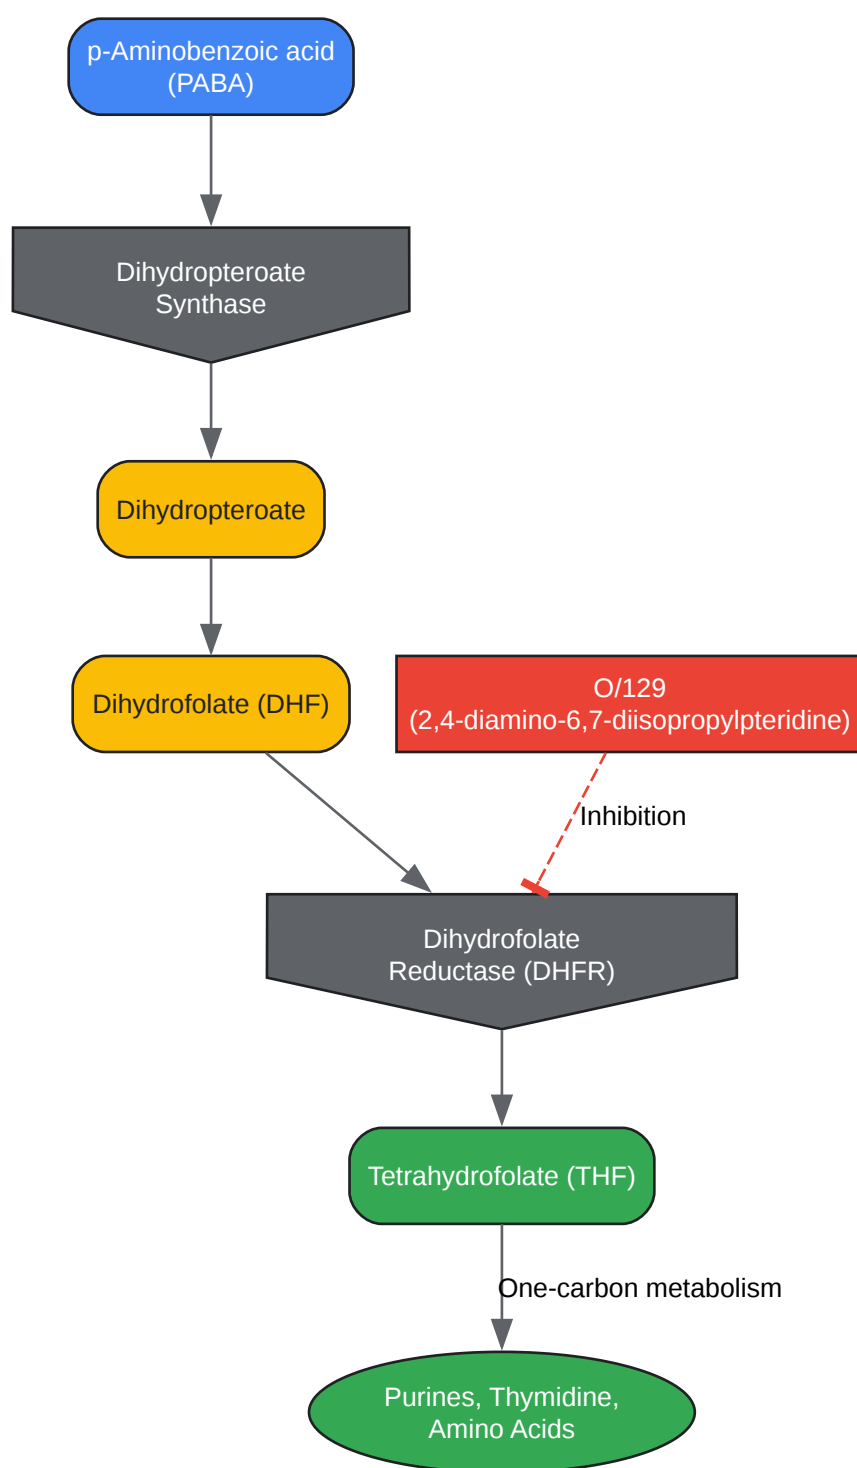 p-Aminobenzoic acid
(PABA)
Dihydropteroate
Synthase
Dihydropteroate
Dihydrofolate (DHF)
O/129
(2,4-diamino-6,7-diisopropylpteridine)
Inhibition
Dihydrofolate
Reductase (DHFR)
Tetrahydrofolate (THF)
One-carbon metabolism
Purines, Thymidine,
Amino Acids